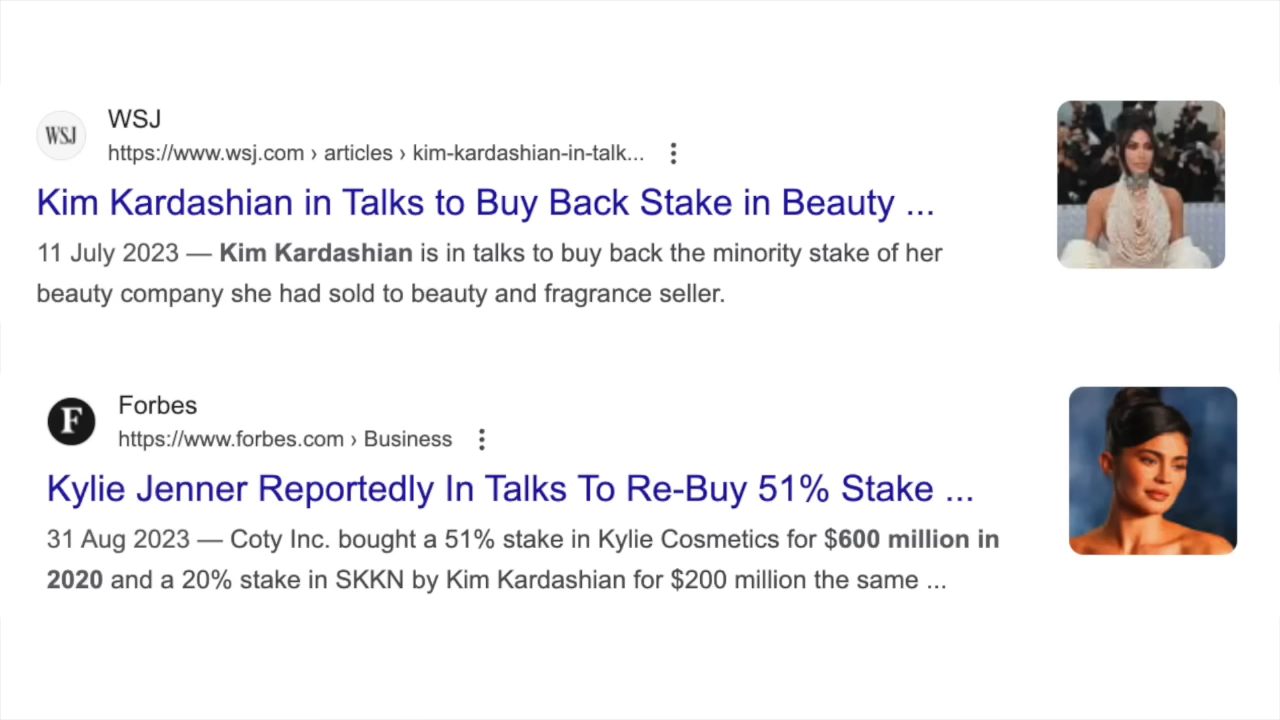 WSJ
WSJ
https://www.wsj.com › articles › kim-kardashian-in-talk...
Kim Kardashian in Talks to Buy Back Stake in Beauty ...
11 July 2023 — Kim Kardashian is in talks to buy back the minority stake of her
beauty company she had sold to beauty and fragrance seller.
F
Forbes
https://www.forbes.com › Business
Kylie Jenner Reportedly In Talks To Re-Buy 51% Stake ...
31 Aug 2023 — Coty Inc. bought a 51% stake in Kylie Cosmetics for $600 million in
2020 and a 20% stake in SKKN by Kim Kardashian for $200 million the same ...